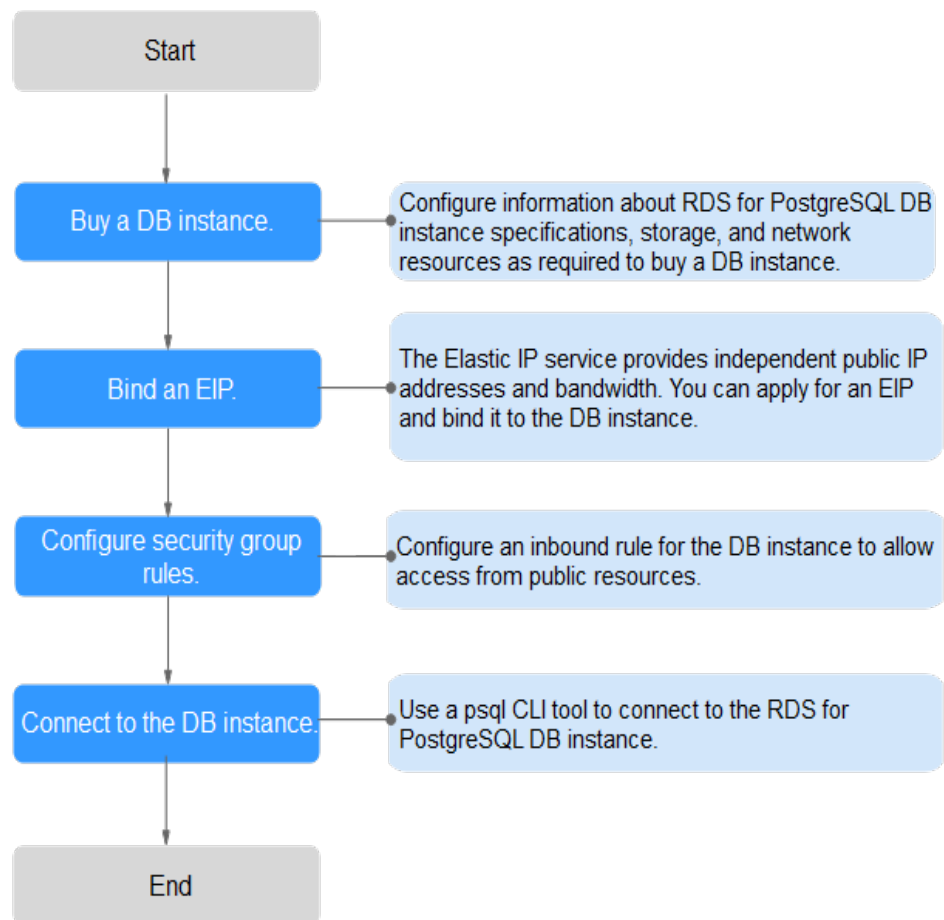 Start
Buy a DB instance.
Configure information about RDS for PostgreSQL DB
instance specifications, storage, and network
resources as required to buy a DB instance.
Bind an EIP.
The Elastic IP service provides independent public IP
addresses and bandwidth. You can apply for an EIP
and bind it to the DB instance.
Configure security group
rules.
Configure an inbound rule for the DB instance to allow
access from public resources.
Connect to the DB instance.
Use a psql CLI tool to connect to the RDS for
PostgreSQL DB instance.
End